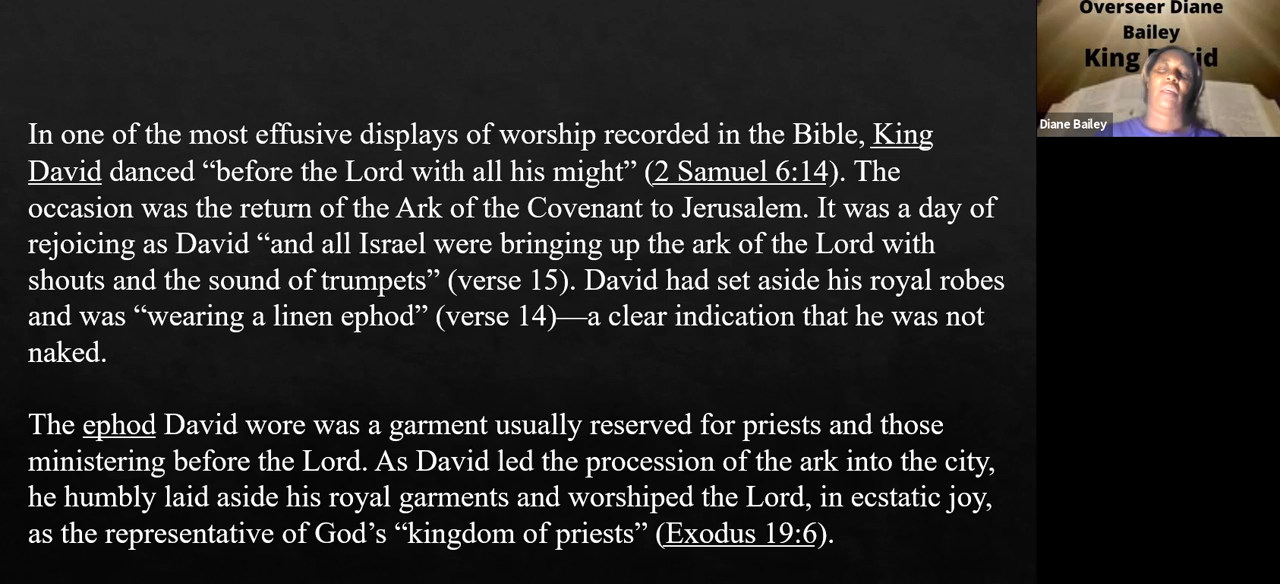 In one of the most effusive displays of worship recorded in the Bible, King
David danced “before the Lord with all his might” (2 Samuel 6:14). The
occasion was the return of the Ark of the Covenant to Jerusalem. It was a day of
rejoicing as David “and all Israel were bringing up the ark of the Lord with
shouts and the sound of trumpets” (verse 15). David had set aside his royal robes
and was “wearing a linen ephod” (verse 14)—a clear indication that he was not
naked.
The ephod David wore was a garment usually reserved for priests and those
ministering before the Lord. As David led the procession of the ark into the city,
he humbly laid aside his royal garments and worshiped the Lord, in ecstatic joy,
as the representative of God’s “kingdom of priests” (Exodus 19:6).
Overseer Diane
Bailey
King
Diane Bailey